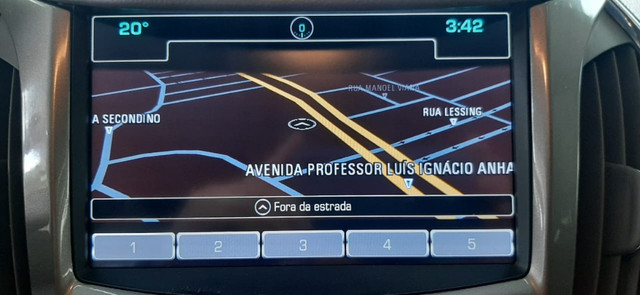 20° 0 3:42
RUA MANOEL VIANA
A SECONDINO
RUA LESSING
AVENIDA PROFESSOR LUÍS IGNÁCIO ANHA
Fora da estrada
1 2 3 4 5